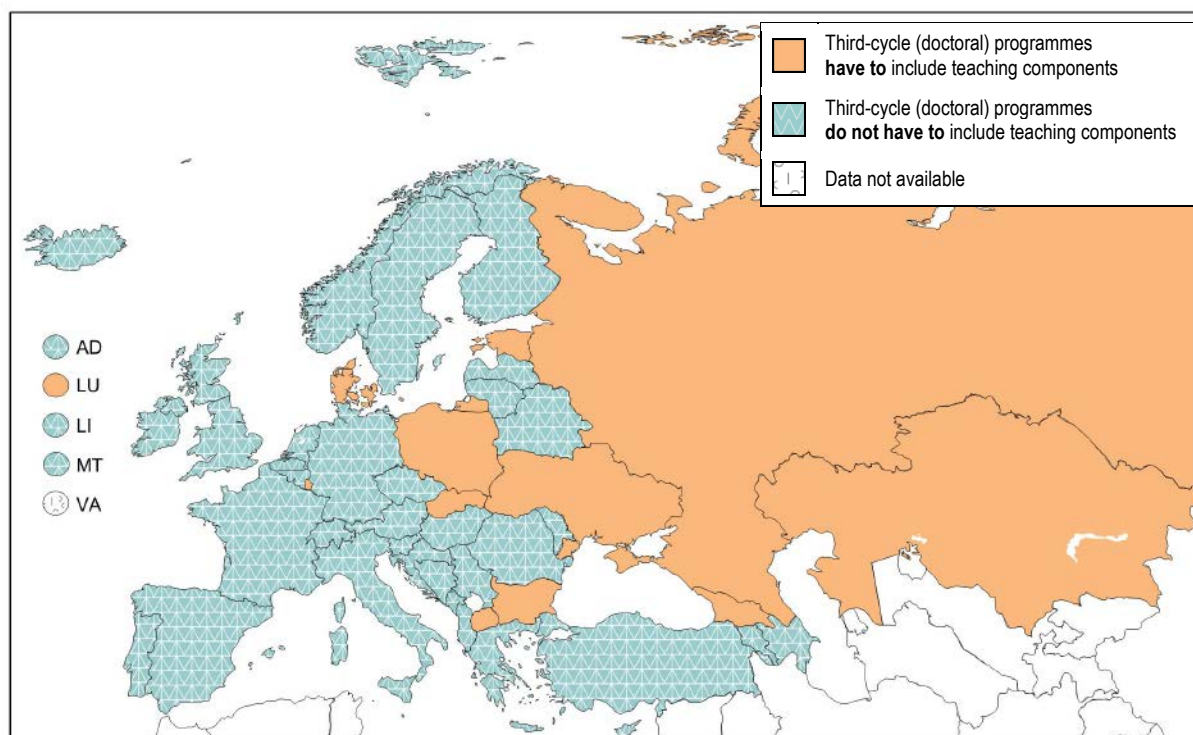 Third-cycle (doctoral) programmes
have to include teaching components
Third-cycle (doctoral) programmes
do not have to include teaching components
Data not available
AD
LU
LI
MT
VA